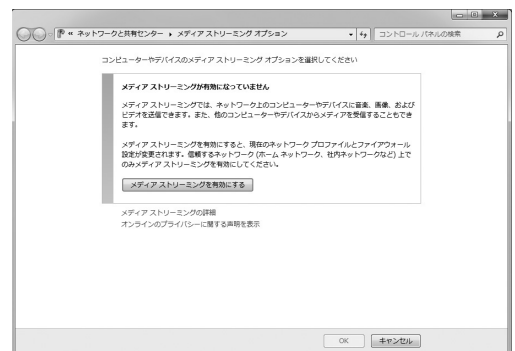 « ネットワークと共有センター ▸ メディア ストリーミング オプション
コントロール パネルの検索
コンピューターやデバイスのメディア ストリーミング オプションを選択してください
メディア ストリーミングが有効になっていません
メディア ストリーミングでは、ネットワーク上のコンピューターやデバイスに音楽、画像、および
ビデオを送信できます。また、他のコンピューターやデバイスからメディアを受信することもでき
ます。
メディア ストリーミングを有効にすると、現在のネットワーク プロファイルとファイアウォール
設定が変更されます。信頼するネットワーク (ホーム ネットワーク、社内ネットワークなど) 上で
のみメディア ストリーミングを有効にしてください。
メディア ストリーミングを有効にする
メディア ストリーミングの詳細
オンラインのプライバシーに関する声明を表示
OK
キャンセル